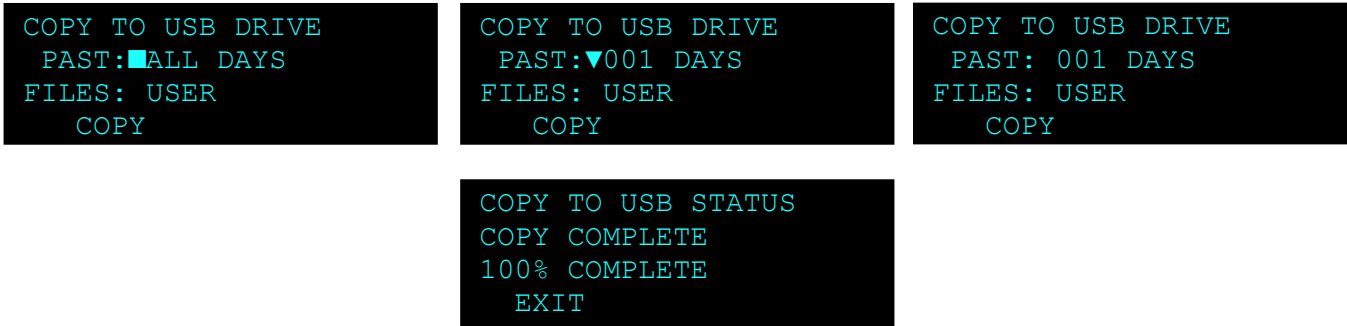 COPY TO USB DRIVE
PAST:■ALL DAYS
FILES: USER
COPY
COPY TO USB DRIVE
PAST:▼001 DAYS
FILES: USER
COPY
COPY TO USB DRIVE
PAST: 001 DAYS
FILES: USER
COPY
COPY TO USB STATUS
COPY COMPLETE
100% COMPLETE
EXIT